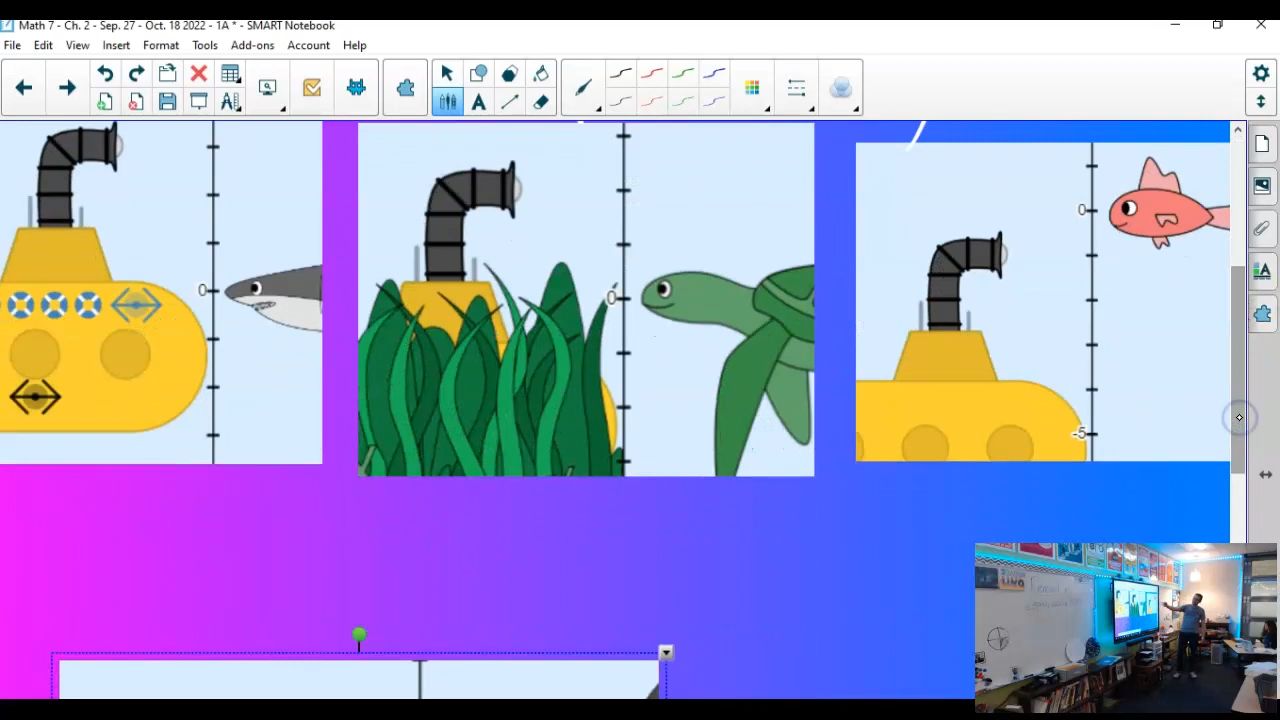 Math 7 - Ch. 2 - Sep. 27 - Oct. 18 2022 - 1A * - SMART Notebook
File Edit View Insert Format Tools Add-ons Account Help
0
0
0
-5